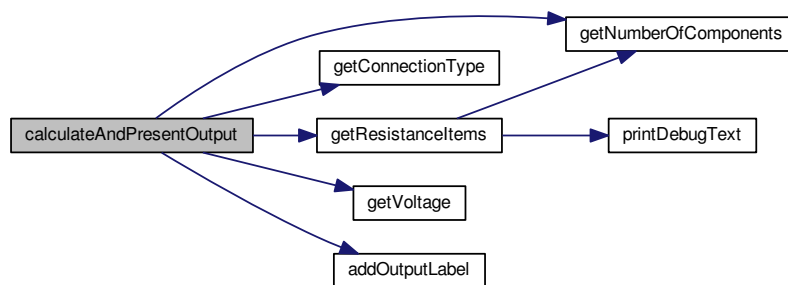 getNumberOfComponents
getConnectionType
calculateAndPresentOutput
getResistanceItems
printDebugText
getVoltage
addOutputLabel